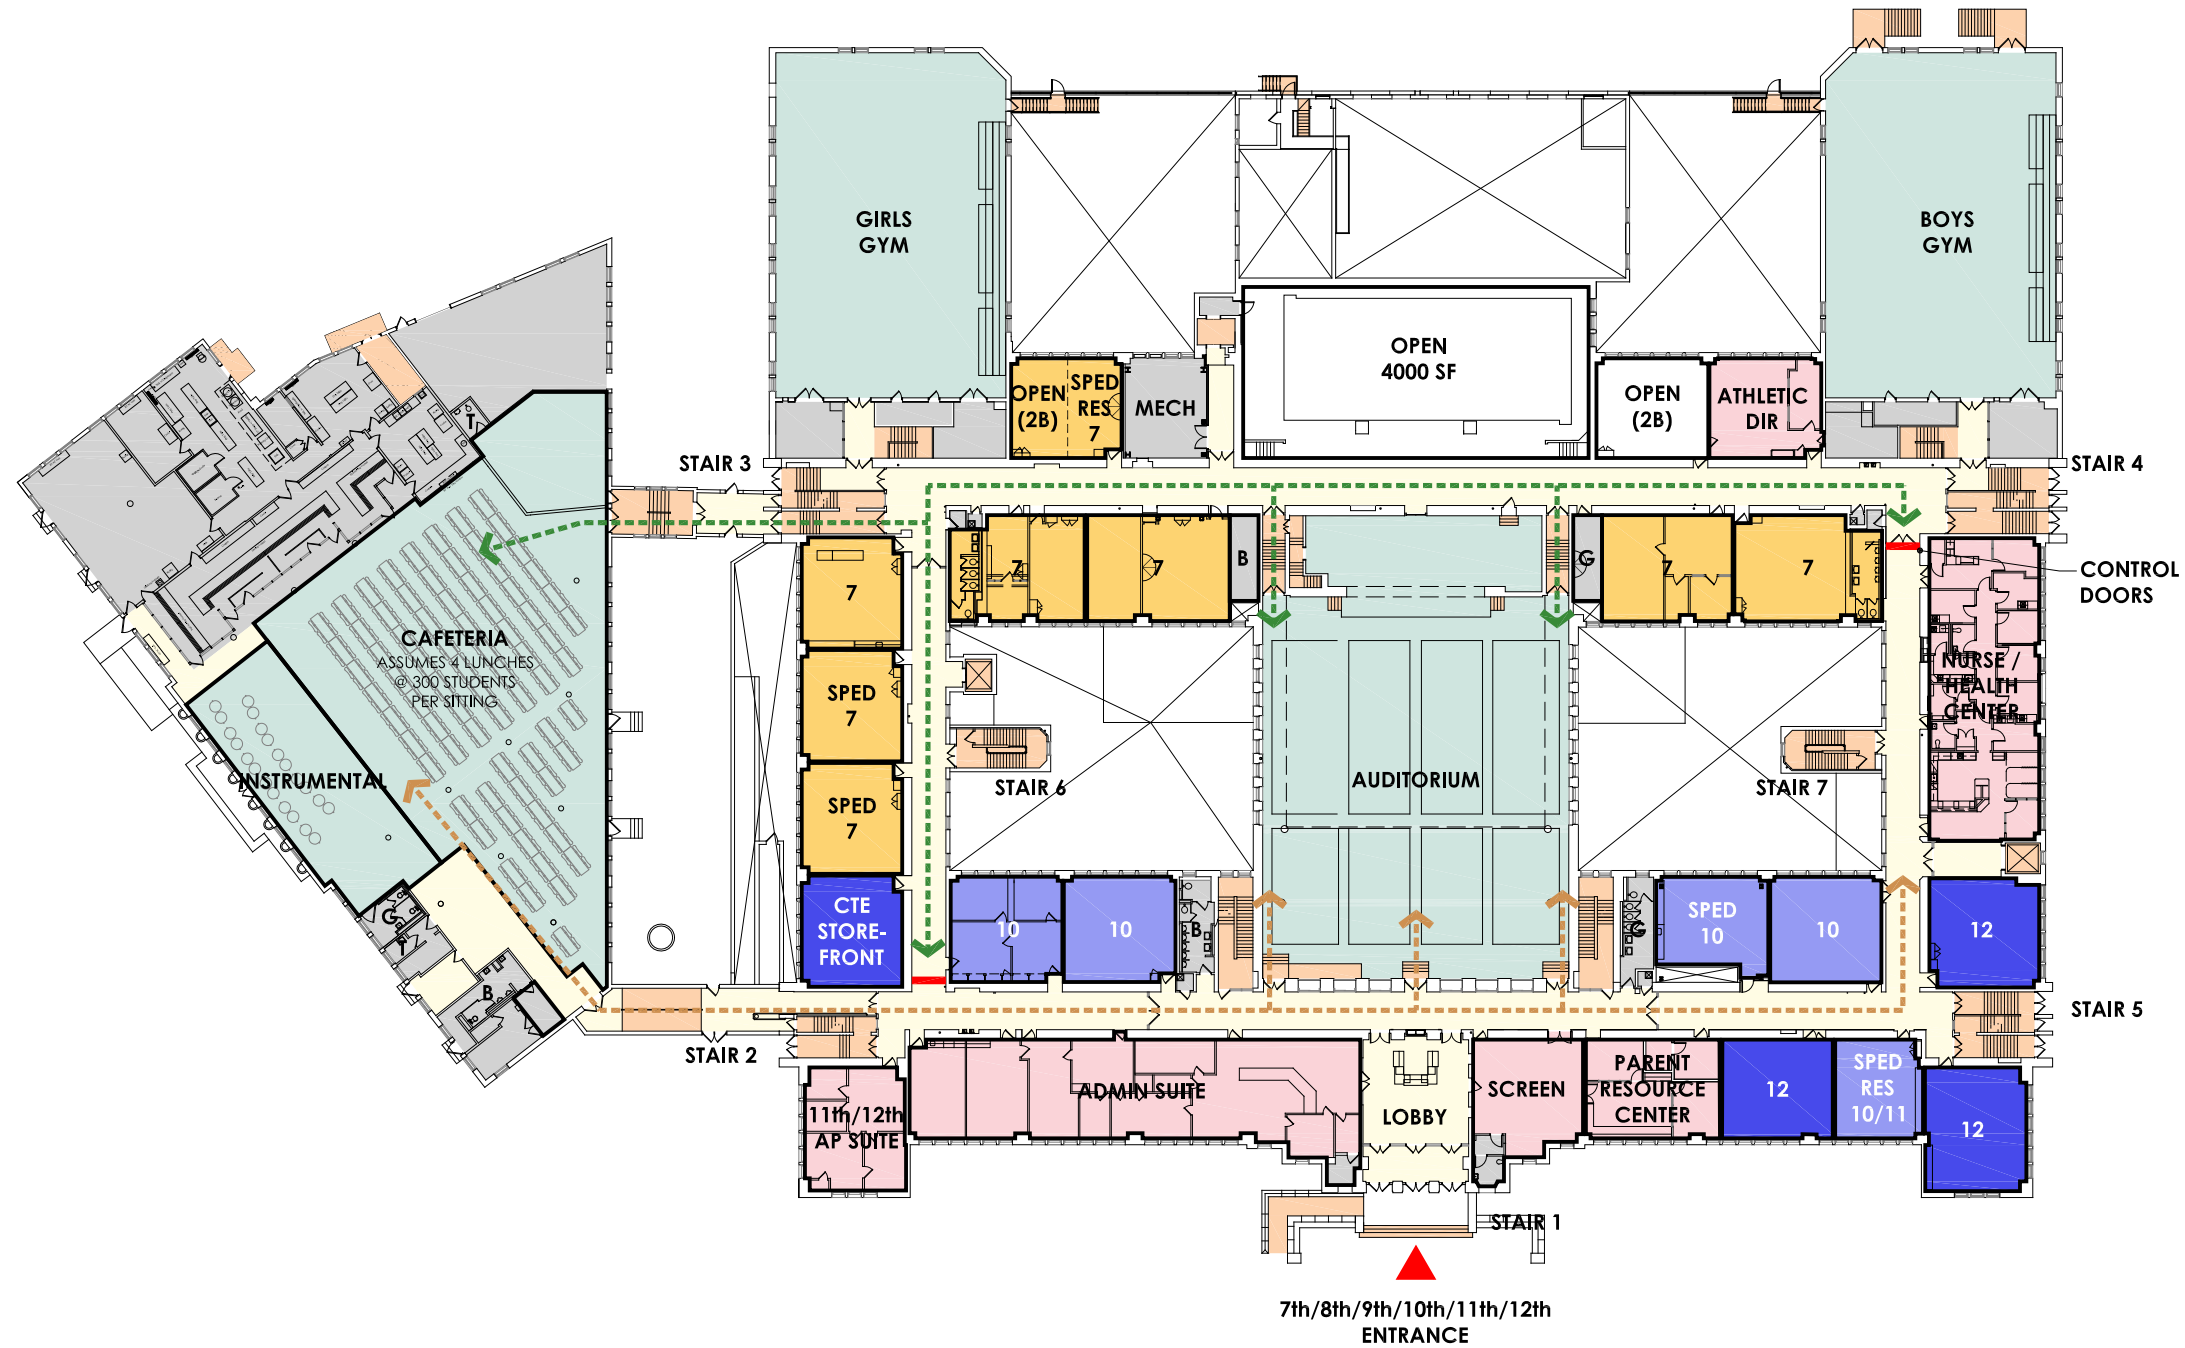 GIRLS
GYM
BOYS
GYM
OPEN
4000 SF
OPEN
(2B)
SPED
RES
7
MECH
OPEN
(2B)
ATHLETIC
DIR
T
STAIR 3
STAIR 4
7
7
7
B
G
7
7
CONTROL
DOORS
CAFETERIA
ASSUMES 4 LUNCHES
@ 300 STUDENTS
PER SITTING
SPED
7
NURSE /
HEALTH
CENTER
INSTRUMENTAL
STAIR 6
AUDITORIUM
STAIR 7
SPED
7
CTE
STORE-
FRONT
10
10
B
G
SPED
10
10
12
G
B
STAIR 2
STAIR 5
11th/12th
AP SUITE
ADMIN SUITE
LOBBY
SCREEN
PARENT
RESOURCE
CENTER
12
SPED
RES
10/11
12
STAIR 1
7th/8th/9th/10th/11th/12th
ENTRANCE